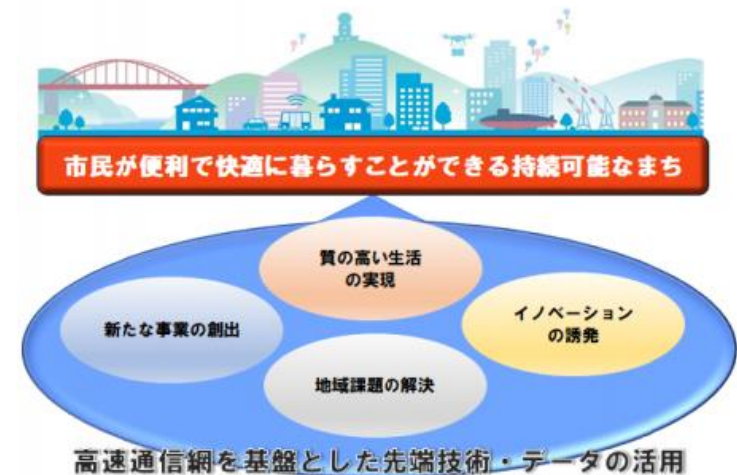 市民が便利で快適に暮らすことができる持続可能なまち
質の高い生活
の実現
新たな事業の創出
イノベーション
の誘発
地域課題の解決
高速通信網を基盤とした先端技術・データの活用